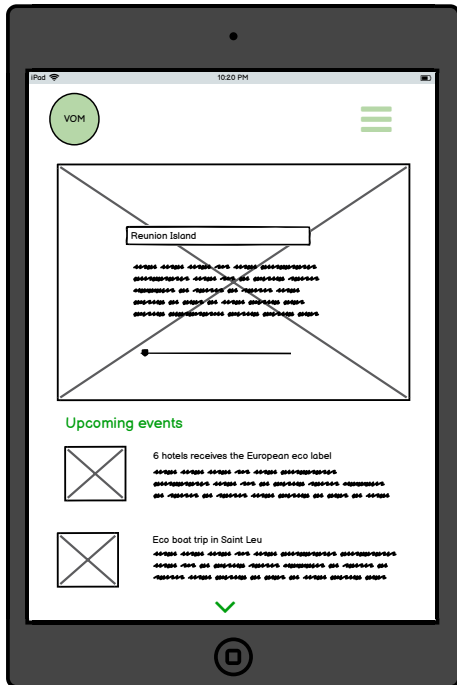 iPad 10:20 PM
VOM
Reunion Island
Upcoming events
6 hotels receives the European eco label
Eco boat trip in Saint Leu